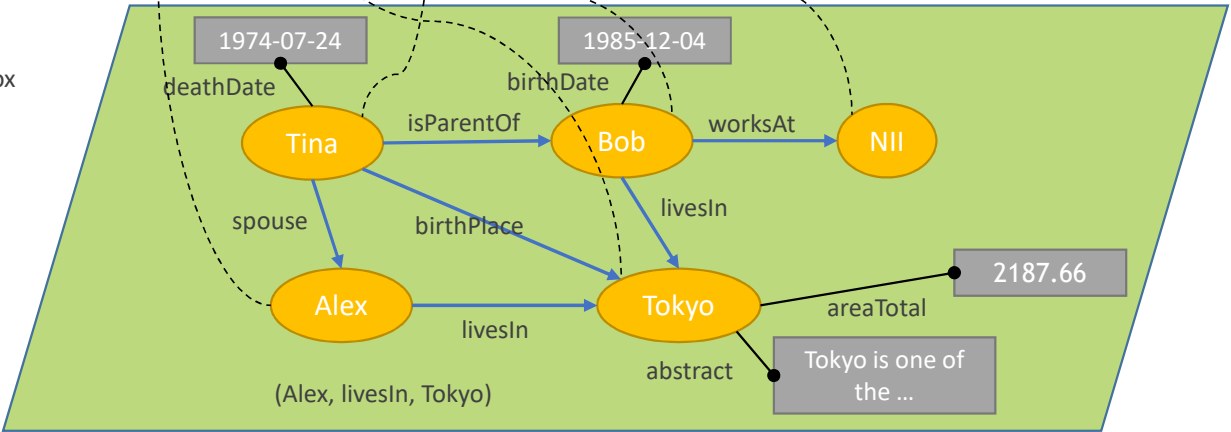 1974-07-24
1985-12-04
deathDate
birthDate
Tina
isParentOf
Bob
worksAt
NII
spouse
birthPlace
livesIn
Alex
livesIn
Tokyo
areaTotal
2187.66
abstract
Tokyo is one of
the ...
(Alex, livesIn, Tokyo)